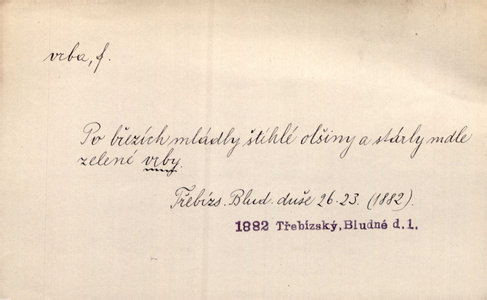 vrba, f.
Po březích mládly štíhlé olšiny a stárly mdle
zelené vrby.
Třebízs. Blud. duše 26.23. (1882).
1882 Třebízský, Bludné d. 1.